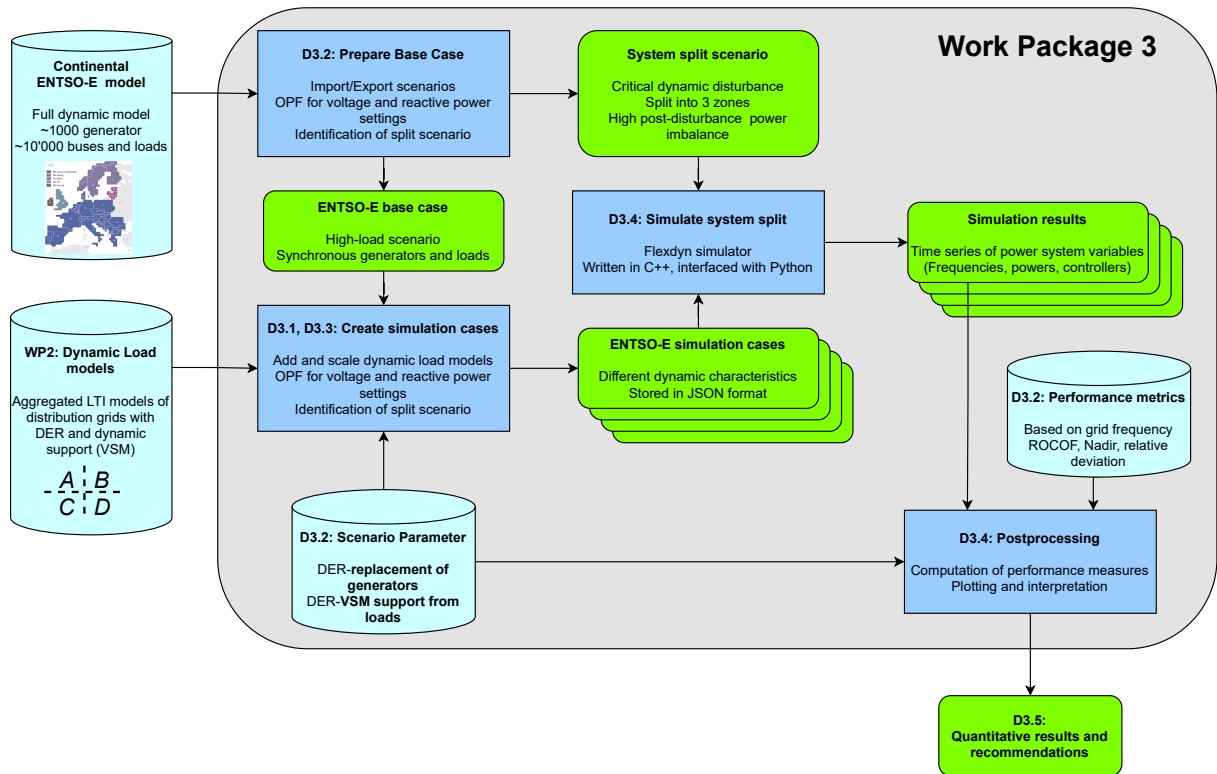 Work Package 3
Continental
ENTSO-E  model
Full dynamic model
~1000 generator
~10'000 buses and loads
D3.2: Prepare Base Case
Import/Export scenarios
OPF for voltage and reactive power
settings
Identification of split scenario
System split scenario
Critical dynamic disturbance
Split into 3 zones
High post-disturbance  power
imbalance
ENTSO-E base case
High-load scenario
Synchronous generators and loads
D3.4: Simulate system split
Flexdyn simulator
Written in C++, interfaced with Python
Simulation results
Time series of power system variables
(Frequencies, powers, controllers)
WP2: Dynamic Load
models
Aggregated LTI models of
distribution grids with
DER and dynamic
support (VSM)
A B
C D
D3.1, D3.3: Create simulation cases
Add and scale dynamic load models
OPF for voltage and reactive power
settings
Identification of split scenario
ENTSO-E simulation cases
Different dynamic characteristics
Stored in JSON format
D3.2: Performance metrics
Based on grid frequency
ROCOF, Nadir, relative
deviation
D3.2: Scenario Parameter
DER-replacement of
generators
DER-VSM support from
loads
D3.4: Postprocessing
Computation of performance measures
Plotting and interpretation
D3.5:
Quantitative results and
recommendations